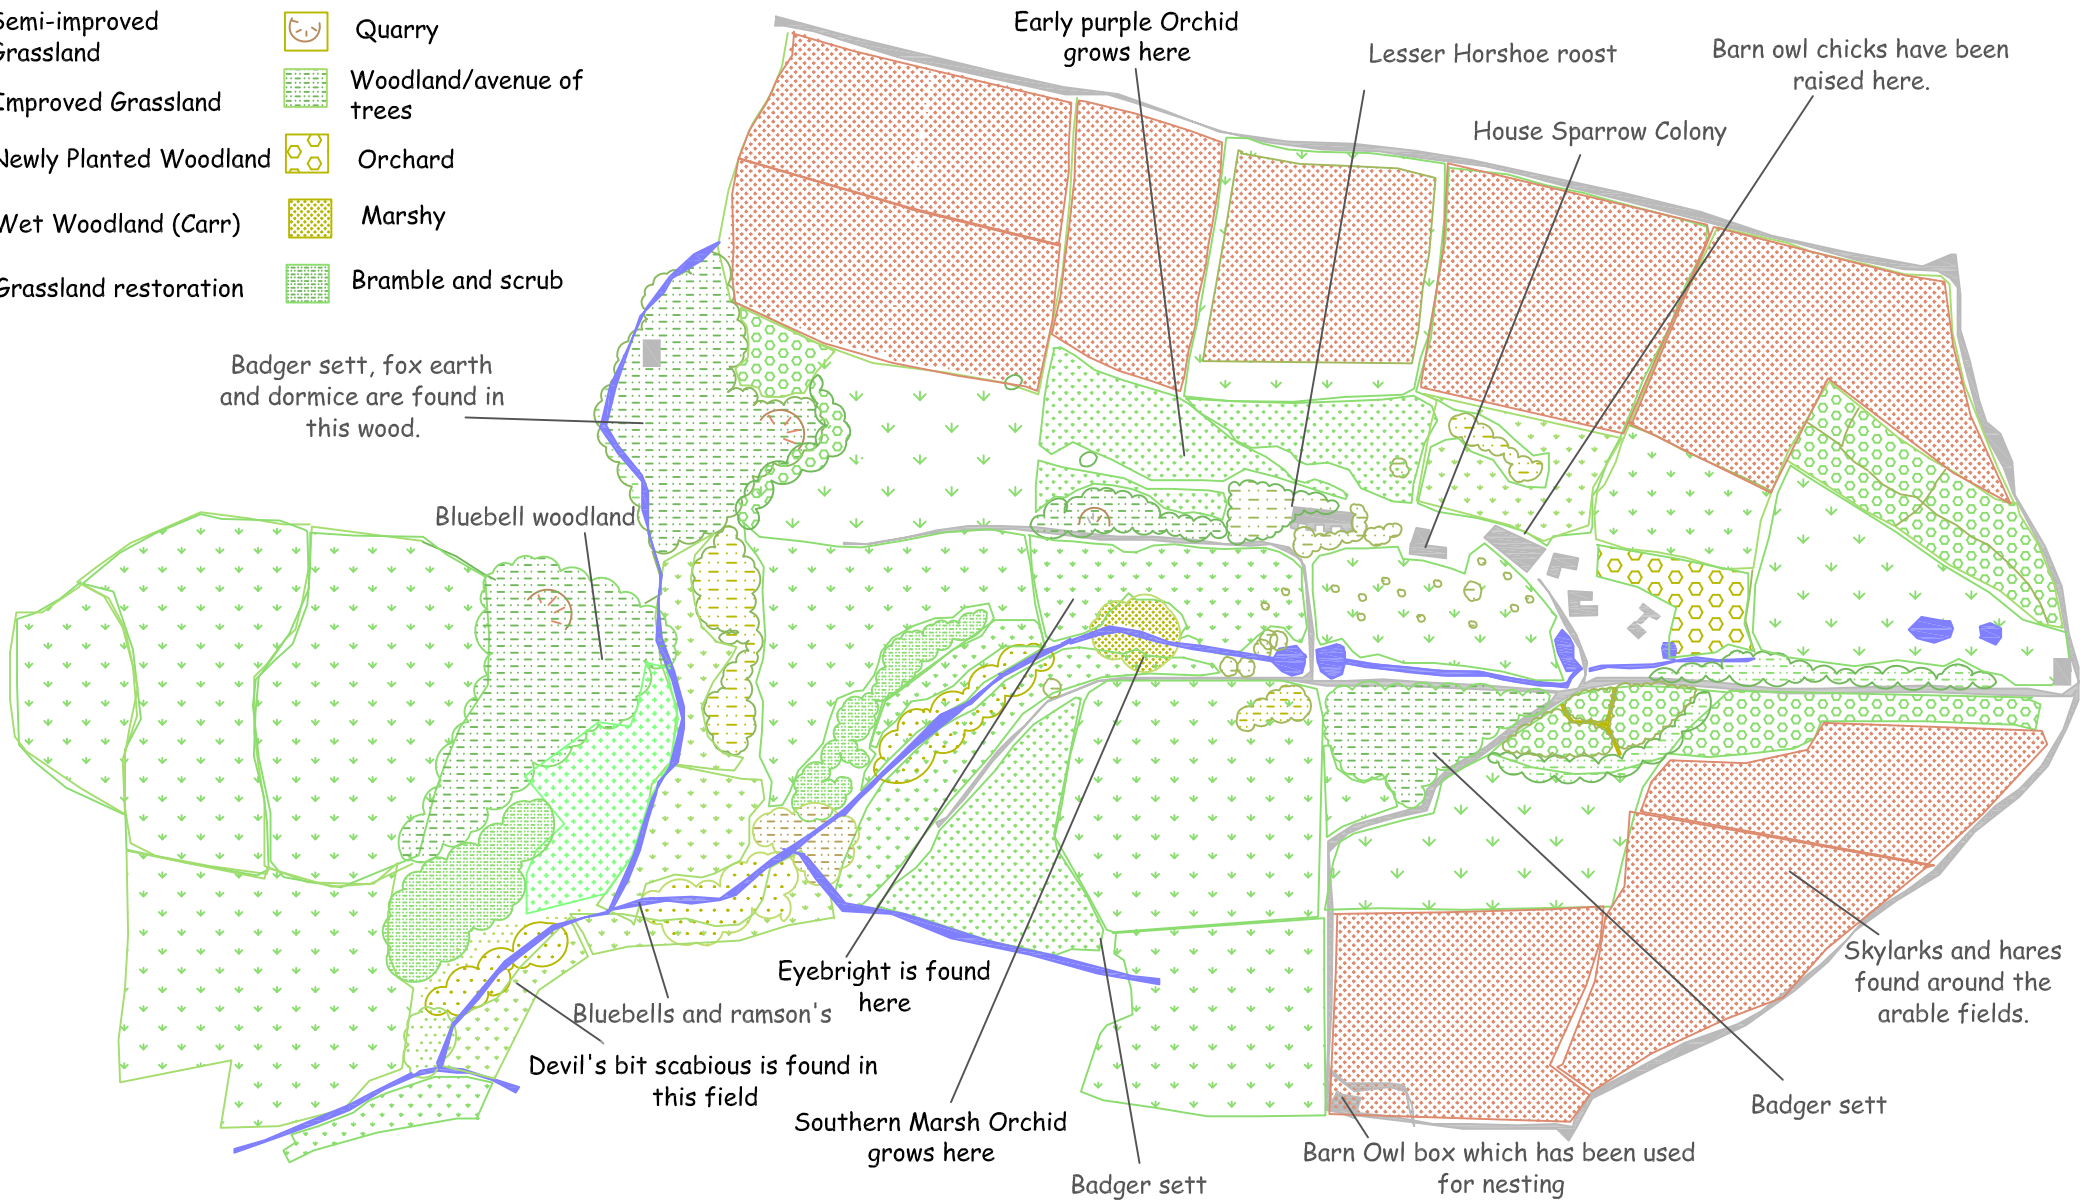 Semi-improved
Grassland
Improved Grassland
Newly Planted Woodland
Wet Woodland (Carr)
Grassland restoration
Quarry
Woodland/avenue of
trees
Orchard
Marshy
Bramble and scrub
Early purple Orchid
grows here
Lesser Horshoe roost
House Sparrow Colony
Barn owl chicks have been
raised here.
Badger sett, fox earth
and dormice are found in
this wood.
Bluebell woodland
Eyebright is found
here
Bluebells and ramson's
Devil's bit scabious is found in
this field
Southern Marsh Orchid
grows here
Badger sett
Skylarks and hares
found around the
arable fields.
Badger sett
Barn Owl box which has been used
for nesting